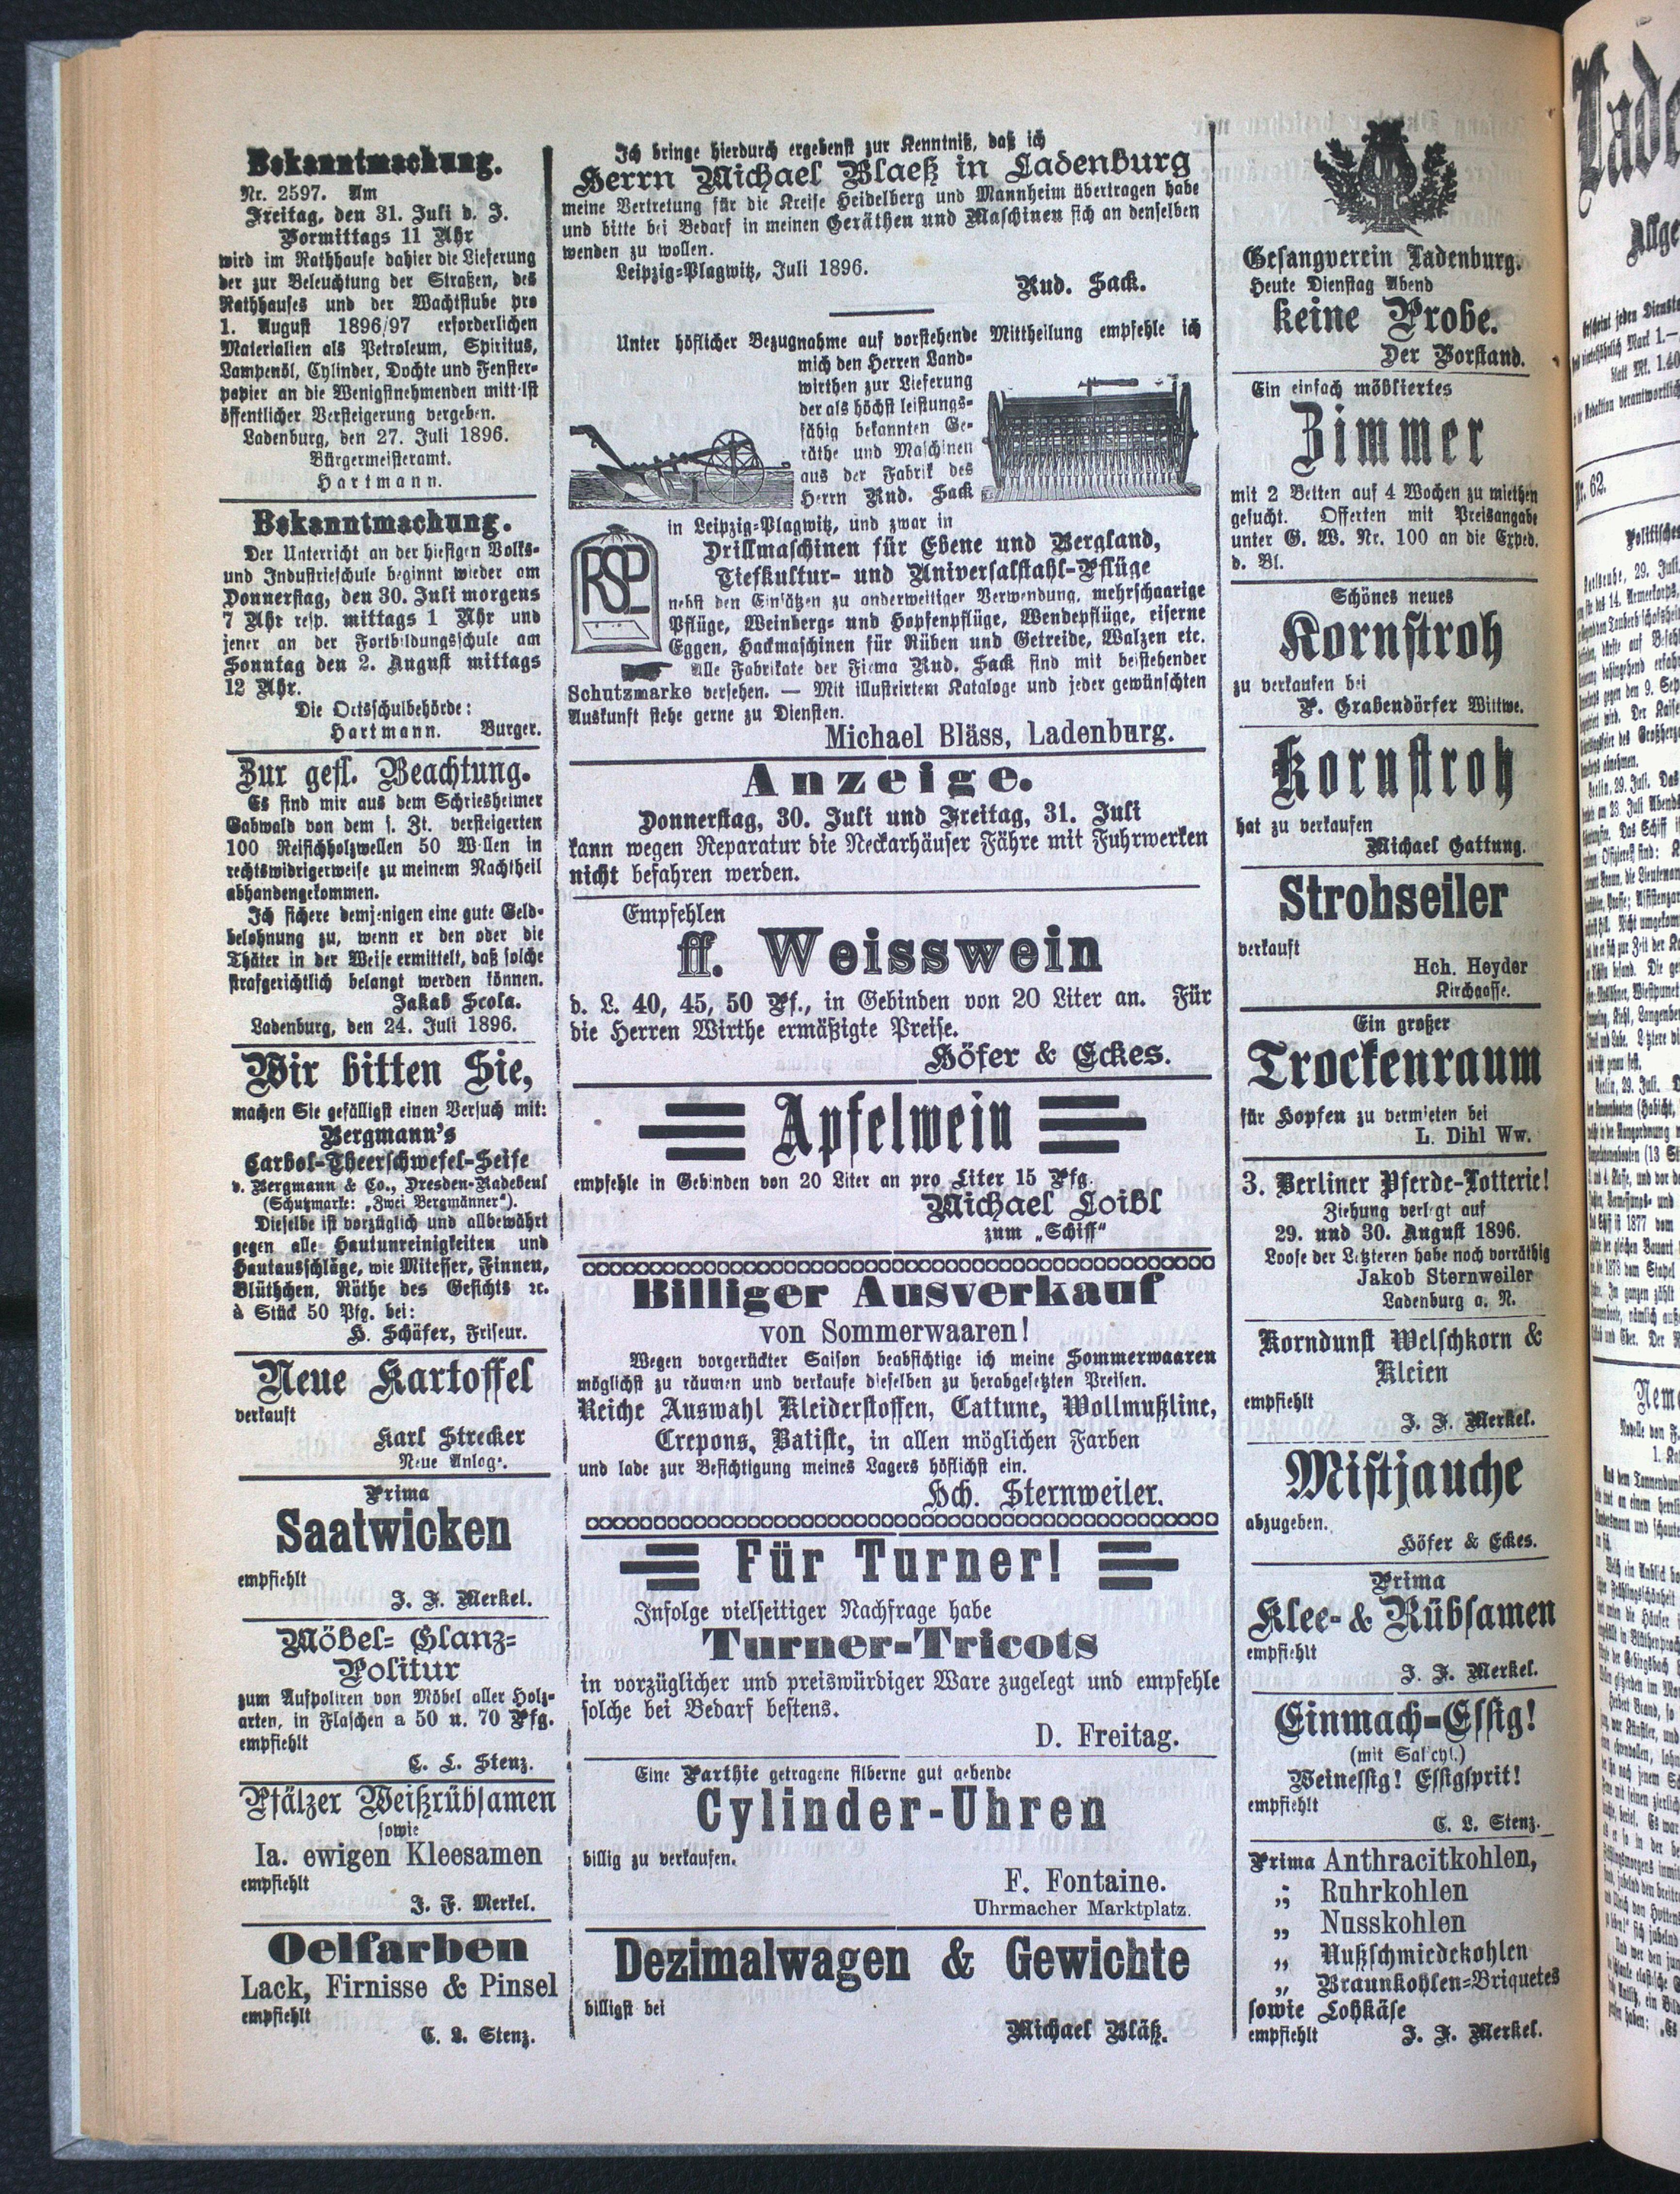 Bekanntmachung.
Nr. 2597. Am
Freitag, den 31. Juli d. J.
Vormittags 11 Uhr
wird im Rathhause dahier die Lieferung
der zur Beleuchtung der Straßen, des
Rathhauses und der Wachtstube pro
1. August 1896/97 erforderlichen
Materialien als Petroleum, Spiritus,
Lampenöl, Cylinder, Dochte und Fenster-
papier an die Wenigstnehmenden mittelst
öffentlicher Versteigerung vergeben.
Ladenburg, den 27. Juli 1896.
Bürgermeisteramt.
Hartmann.
Bekanntmachung.
Der Unterricht an der hiesigen Volks-
und Industrieschule beginnt wieder am
Donnerstag, den 30. Juli morgens
7 Uhr resp. mittags 1 Uhr und
jener an der Fortbildungsschule am
Sonntag den 2. August mittags
12 Uhr.
Die Ortsschulbehörde:
Hartmann. Burger.
Zur gefl. Beachtung.
Es sind mir aus dem Schriesheimer
Gabwald von dem s. Zt. versteigerten
100 Reisichholzwellen 50 Wellen in
rechtswidrigerweise zu meinem Nachtheil
abhandengekommen.
Ich sichere demjenigen eine gute Geld-
belohnung zu, wenn er den oder die
Thäter in der Weise ermittelt, daß solche
strafgerichtlich belangt werden können.
Jakab Scola.
Ladenburg, den 24. Juli 1896.
Wir bitten Sie,
machen Sie gefälligst einen Versuch mit:
Bergmann's
Carbol-Theerschwefel-Seife
v. Bergmann & Co., Dresden-Radebeul
(Schutzmarke: „Zwei Bergmänner").
Dieselbe ist vorzüglich und allbewährt
gegen alle Hautunreinigkeiten und
Hautausschläge, wie Mitesser, Finnen,
Blüthchen, Röthe des Gesichts ꝛc.
à Stück 50 Pfg. bei:
H. Schäfer, Friseur.
Neue Kartoffel
verkauft
Karl Strecker
Neue Anlage.
Prima
Saatwicken
empfiehlt
J. F. Merkel.
Möbel- Glanz-
Politur
zum Aufpoliren von Möbel aller Holz-
arten, in Flaschen a 50 u. 70 Pfg.
empfiehlt
C. L. Stenz.
Pfälzer Weißrübsamen
sowie
Ia. ewigen Kleesamen
empfiehlt
J. F. Merkel.
Oelfarben
Lack, Firnisse & Pinsel
empfiehlt
C. L. Stenz.
Ich bringe hierdurch ergebenst zur Kenntniß, daß ich
Herrn Michael Blaeß in Ladenburg
meine Vertretung für die Kreise Heidelberg und Mannheim übertragen habe
und bitte bei Bedarf in meinen Geräthen und Maschinen sich an denselben
wenden zu wollen.
Leipzig-Plagwitz, Juli 1896.
Rud. Sack.
Unter höflicher Bezugnahme auf vorstehende Mittheilung empfehle ich
mich den Herren Land-
wirthen zur Lieferung
der als höchst leistungs-
fähig bekannten Ge-
räthe und Maschinen
aus der Fabrik des
Herrn Rud. Sack
in Leipzig-Plagwitz, und zwar in
Drillmaschinen für Ebene und Bergland,
Tiefkultur- und Universalstahl-Pflüge
RSP
nebst den Einsätzen zu anderweitiger Verwendung, mehrschaarige
Pflüge, Weinberg- und Hopfenpflüge, Wendepflüge, eiserne
Eggen, Hackmaschinen für Rüben und Getreide, Walzen etc.
Alle Fabrikate der Firma Rud. Sack sind mit beistehender
Schutzmarke versehen. — Mit illustrirtem Kataloge und jeder gewünschten
Auskunft stehe gerne zu Diensten.
Michael Bläss, Ladenburg.
Anzeige.
Donnerstag, 30. Juli und Freitag, 31. Juli
kann wegen Reparatur die Neckarhäuser Fähre mit Fuhrwerken
nicht befahren werden.
Empfehlen
ff. Weisswein
d. L. 40, 45, 50 Pf., in Gebinden von 20 Liter an. Für
die Herren Wirthe ermäßigte Preise.
Höfer & Eckes.
Apfelwein
empfehle in Gebinden von 20 Liter an pro Liter 15 Pfg.
Michael Loibl
zum „Schiff"
Billiger Ausverkauf
von Sommerwaaren!
Wegen vorgerückter Saison beabsichtige ich meine Sommerwaaren
möglichst zu räumen und verkaufe dieselben zu herabgesetzten Preisen.
Reiche Auswahl Kleiderstoffen, Cattune, Wollmußline,
Crepons, Batiste, in allen möglichen Farben
und lade zur Besichtigung meines Lagers höflichst ein.
Hch. Sternweiler.
Für Turner!
Infolge vielseitiger Nachfrage habe
Turner-Tricots
in vorzüglicher und preiswürdiger Ware zugelegt und empfehle
solche bei Bedarf bestens.
D. Freitag.
Eine Parthie getragene silberne gut gehende
Cylinder-Uhren
billig zu verkaufen.
F. Fontaine.
Uhrmacher Marktplatz.
Dezimalwagen & Gewichte
billigst bei
Michael Bläß.
Gesangverein Ladenburg.
Heute Dienstag Abend
keine Probe.
Der Vorstand.
Ein einfach möbliertes
Zimmer
mit 2 Betten auf 4 Wochen zu miethen
gesucht. Offerten mit Preisangabe
unter G. W. Nr. 100 an die Exped.
d. Bl.
Schönes neues
Kornstroh
zu verkaufen bei
P. Grabendörfer Wittwe.
Kornstroh
hat zu verkaufen
Michael Gattung.
Strohseiler
verkauft
Hch. Heyder
Kirchgasse.
Ein großer
Trockenraum
für Hopfen zu vermieten bei
L. Dihl Ww.
3. Berliner Pferde-Lotterie!
Ziehung verlegt auf
29. und 30. August 1896.
Loose der Letzteren habe noch vorräthig
Jakob Sternweiler
Ladenburg a. N.
Korndunst Welschkorn &
Kleien
empfiehlt
J. F. Merkel.
Mistjauche
abzugeben.
Höfer & Eckes.
Prima
Klee- & Rübsamen
empfiehlt
J. F. Merkel.
Einmach-Essig!
(mit Salicyl.)
Weinessig! Essigsprit!
empfiehlt
C. L. Stenz.
Prima Anthracitkohlen,
„ Ruhrkohlen
„ Nusskohlen
„ Nußschmiedekohlen
„ Braunkohlen-Briquetes
sowie Lohkäse
empfiehlt J. F. Merkel.
Nr. 62.